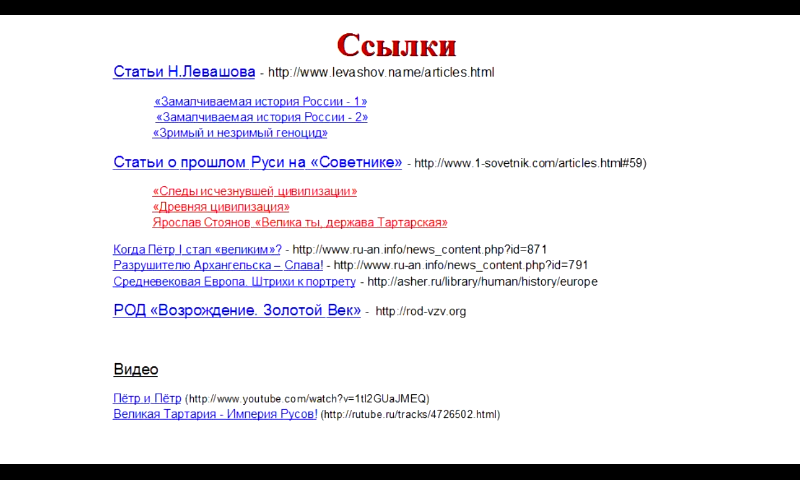 Ссылки
Статьи Н.Левашова - http://www.levashov.name/articles.html
«Замалчиваемая история России - 1»
«Замалчиваемая история России - 2»
«Зримый и незримый геноцид»
Статьи о прошлом Руси на «Советнике» - http://www.1-sovetnik.com/articles.html#59)
«Следы исчезнувшей цивилизации»
«Древняя цивилизация»
Ярослав Стоянов «Велика ты, держава Тартарская»
Когда Пётр I стал «великим»? - http://www.ru-an.info/news_content.php?id=871
Разрушителю Архангельска – Слава! - http://www.ru-an.info/news_content.php?id=791
Средневековая Европа. Штрихи к портрету - http://asher.ru/library/human/history/europe
РОД «Возрождение. Золотой Век» - http://rod-vzv.org
Видео
Пётр и Пётр (http://www.youtube.com/watch?v=1tI2GUaJMEQ)
Великая Тартария - Империя Русов! (http://rutube.ru/tracks/4726502.html)